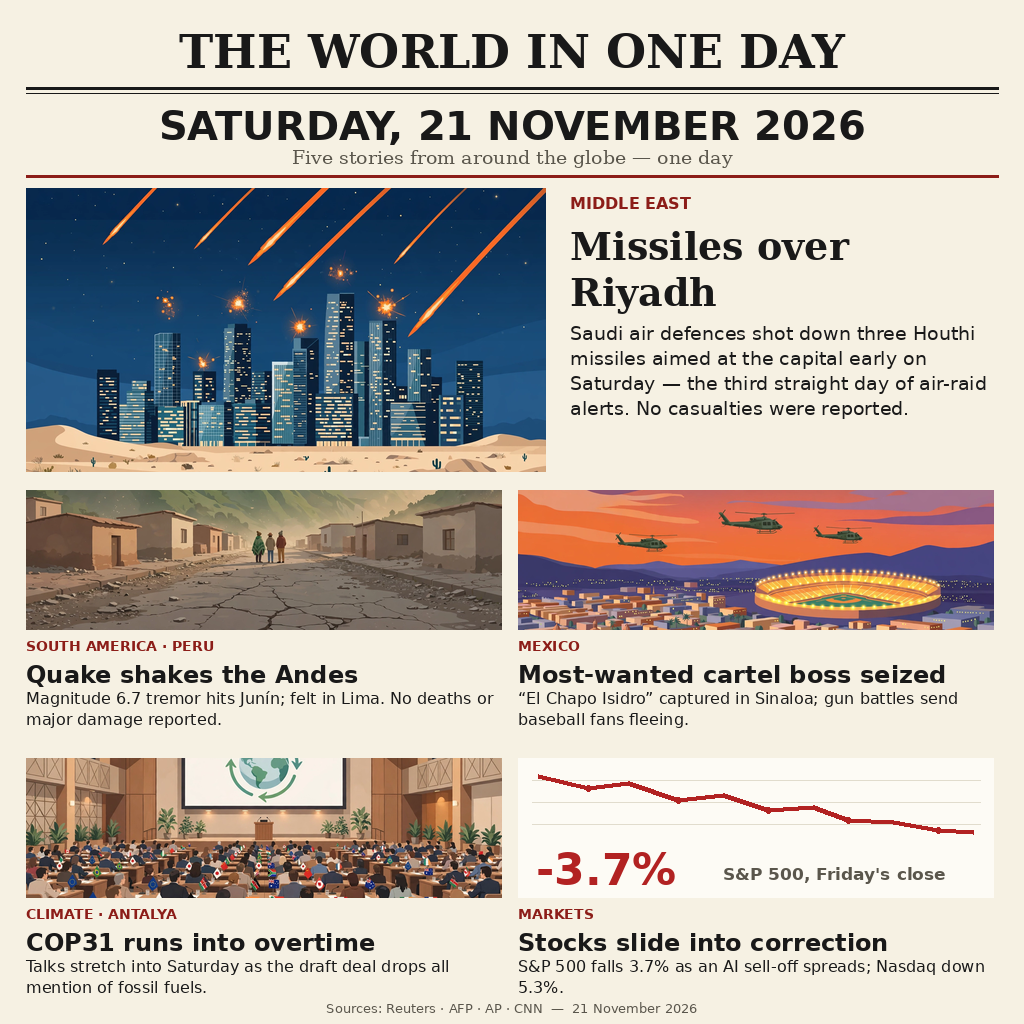 THE WORLD IN ONE DAY
SATURDAY, 21 NOVEMBER 2026
Five stories from around the globe — one day
MIDDLE EAST
Missiles over
Riyadh
Saudi air defences shot down three Houthi
missiles aimed at the capital early on
Saturday — the third straight day of air-raid
alerts. No casualties were reported.
SOUTH AMERICA · PERU
Quake shakes the Andes
Magnitude 6.7 tremor hits Junín; felt in Lima. No deaths or
major damage reported.
MEXICO
Most-wanted cartel boss seized
“El Chapo Isidro” captured in Sinaloa; gun battles send
baseball fans fleeing.
CLIMATE · ANTALYA
COP31 runs into overtime
Talks stretch into Saturday as the draft deal drops all
mention of fossil fuels.
-3.7%
S&P 500, Friday's close
MARKETS
Stocks slide into correction
S&P 500 falls 3.7% as an AI sell-off spreads; Nasdaq down
5.3%.
Sources: Reuters · AFP · AP · CNN — 21 November 2026